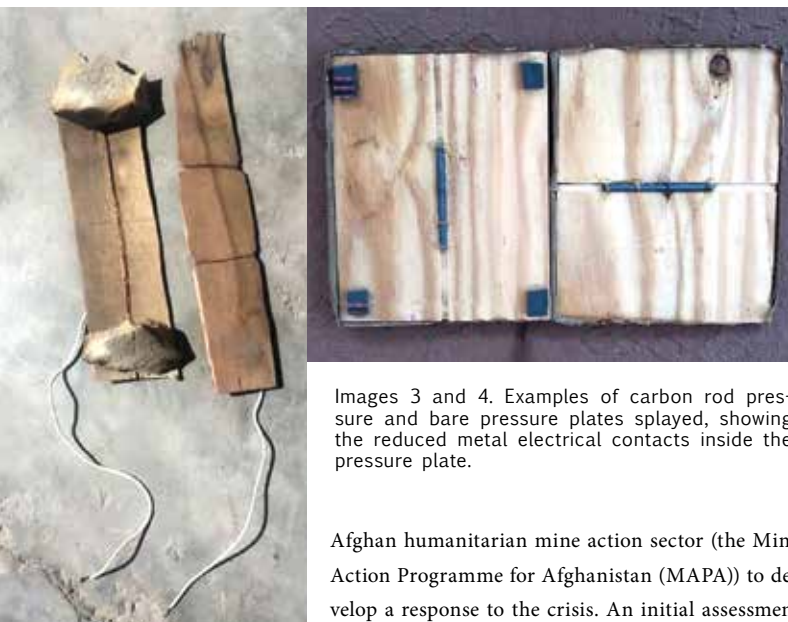 Images 3 and 4. Examples of carbon rod pres-
sure and bare pressure plates splayed, showing
the reduced metal electrical contacts inside the
pressure plate.
Afghan humanitarian mine action sector (the Min
Action Programme for Afghanistan (MAPA)) to de
velop a response to the crisis. An initial assessmen